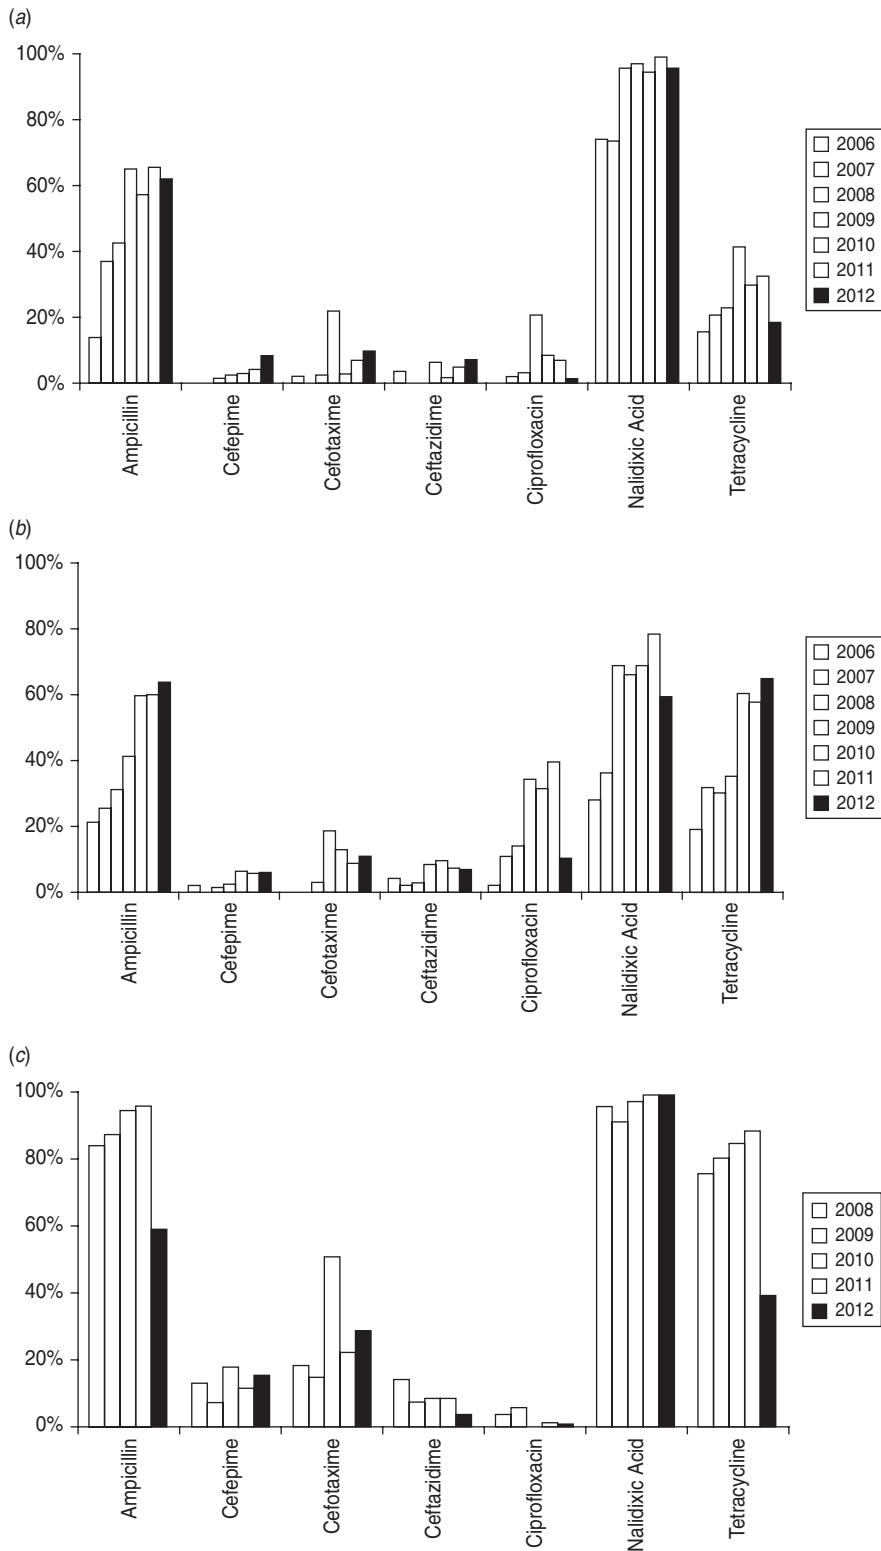 (a)
100%
80%
60%
40%
20%
0%
Ampicillin
Cefepime
Cefotaxime
Ceftazidime
Ciprofloxacin
Nalidixic Acid
Tetracycline
2006
2007
2008
2009
2010
2011
2012
(b)
100%
80%
60%
40%
20%
0%
Ampicillin
Cefepime
Cefotaxime
Ceftazidime
Ciprofloxacin
Nalidixic Acid
Tetracycline
2006
2007
2008
2009
2010
2011
2012
(c)
100%
80%
60%
40%
20%
0%
Ampicillin
Cefepime
Cefotaxime
Ceftazidime
Ciprofloxacin
Nalidixic Acid
Tetracycline
2008
2009
2010
2011
2012